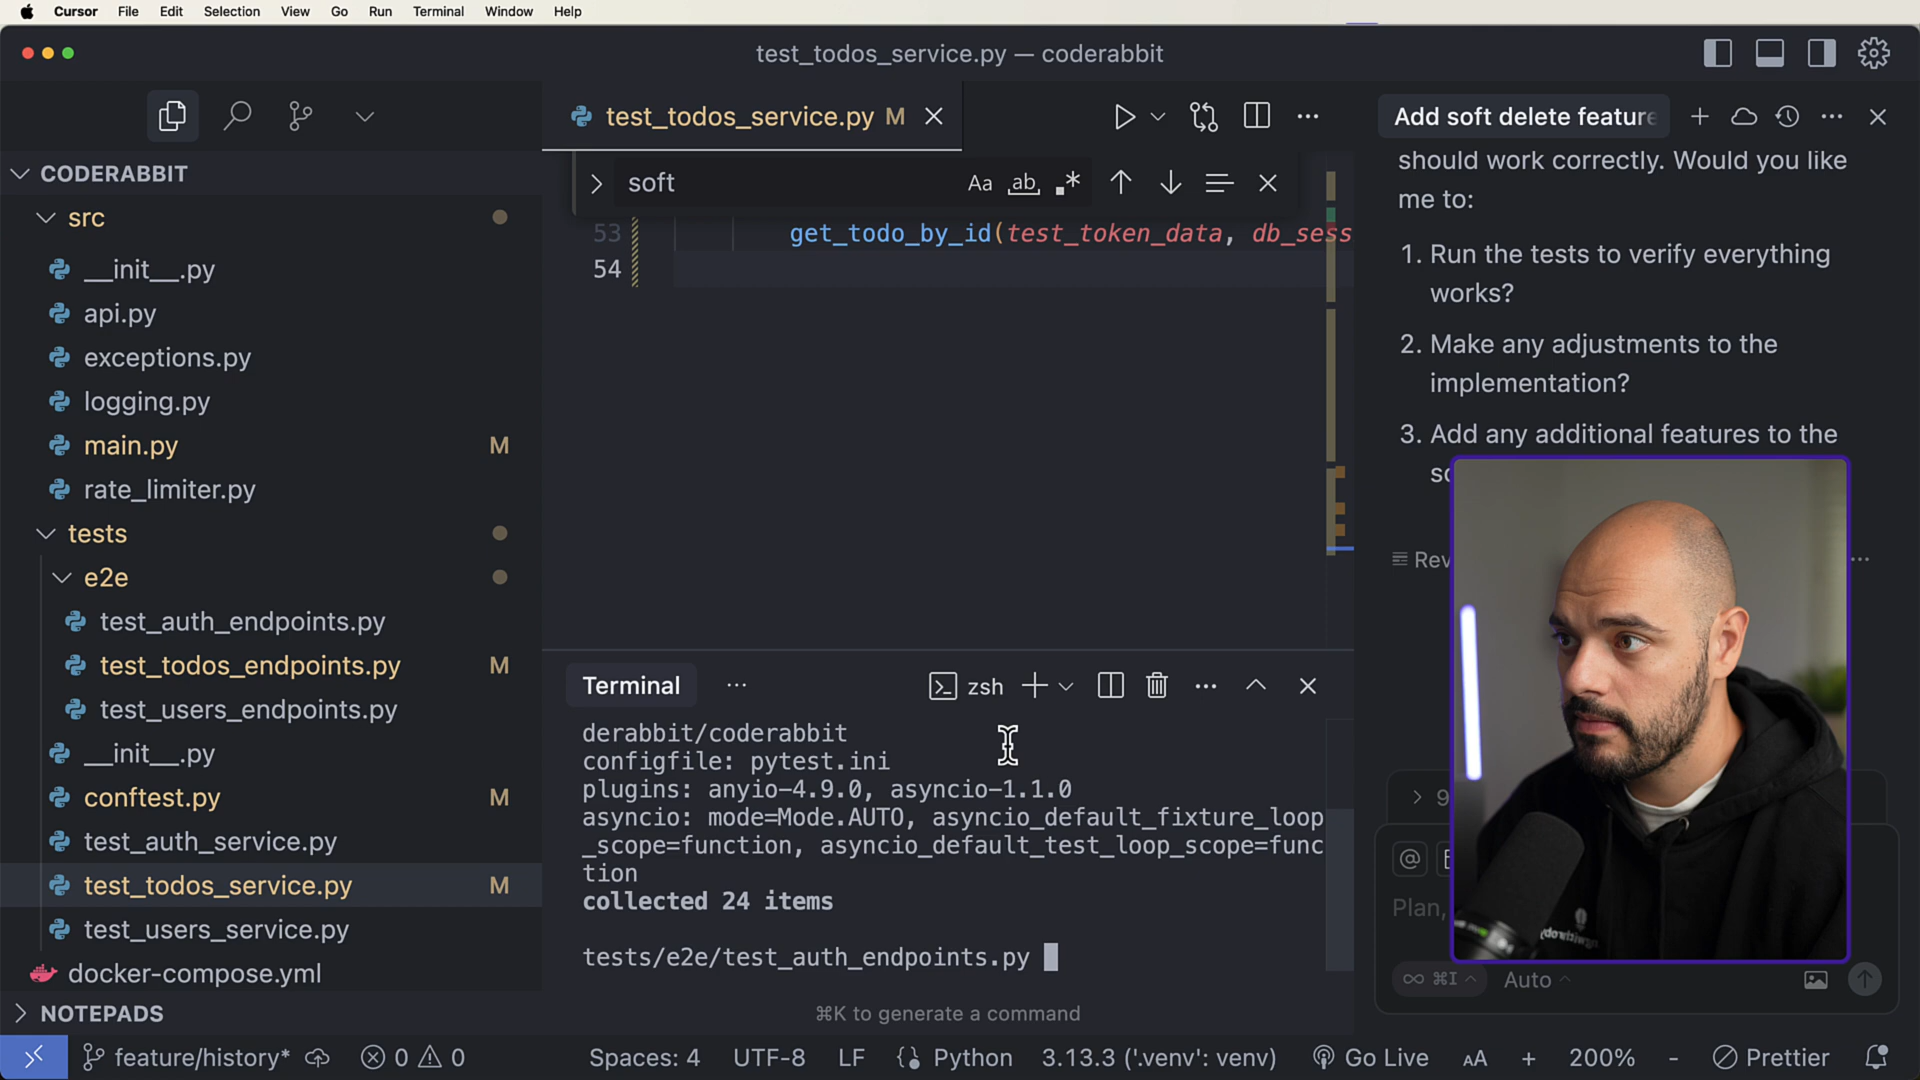 Cursor File Edit Selection View Go Run Terminal Window Help
test_todos_service.py — coderabbit
CODERABBIT
src
__init__.py
api.py
exceptions.py
logging.py
main.py M
rate_limiter.py
tests
e2e
test_auth_endpoints.py
test_todos_endpoints.py M
test_users_endpoints.py
__init__.py
conftest.py M
test_auth_service.py
test_todos_service.py M
test_users_service.py
docker-compose.yml
NOTEPADS
test_todos_service.py M
soft Aa ab
53 get_todo_by_id(test_token_data, db_sess
54
Terminal zsh
derabbit/coderabbit
configfile: pytest.ini
plugins: anyio-4.9.0, asyncio-1.1.0
asyncio: mode=Mode.AUTO, asyncio_default_fixture_loop
_scope=function, asyncio_default_test_loop_scope=func
tion
collected 24 items
tests/e2e/test_auth_endpoints.py
⌘K to generate a command
Add soft delete feature
should work correctly. Would you like
me to:
1. Run the tests to verify everything
works?
2. Make any adjustments to the
implementation?
3. Add any additional features to the
Rev
9
@
Plan,
∞ ⌘I Auto
feature/history* 0 0 Spaces: 4 UTF-8 LF Python 3.13.3 ('.venv': venv) Go Live AA + 200% - Prettier